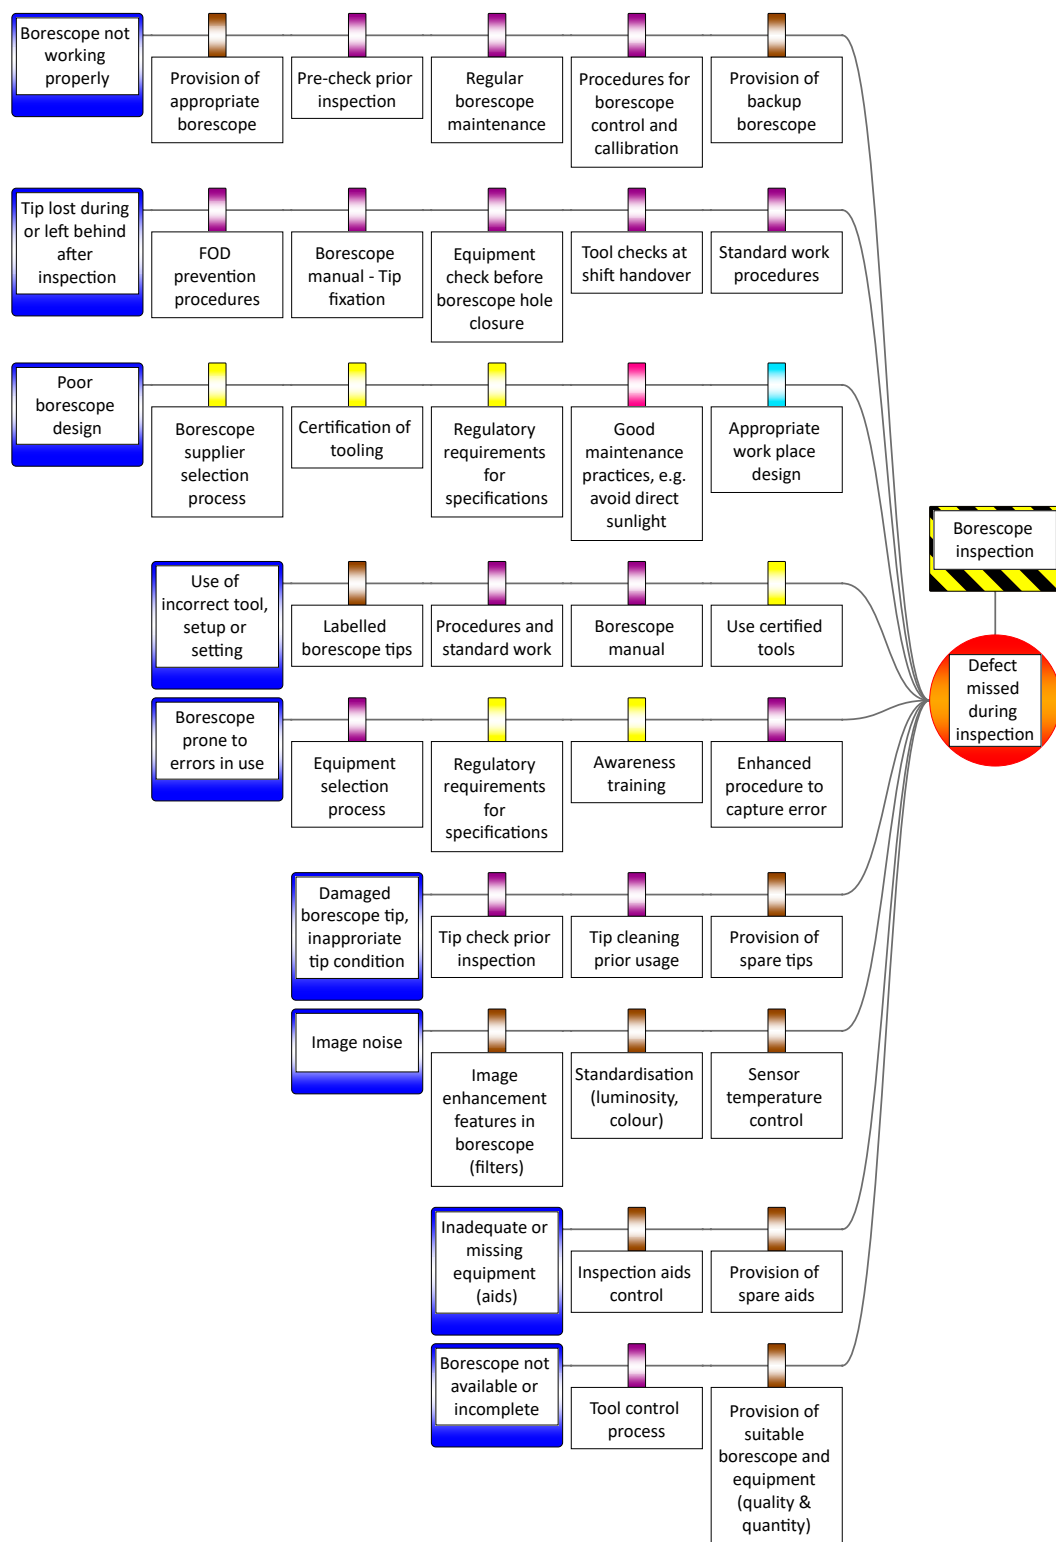 Borescope not
working
properly
Provision of
appropriate
borescope
Pre-check prior
inspection
Regular
borescope
maintenance
Procedures for
borescope
control and
callibration
Provision of
backup
borescope
Tip lost during
or left behind
after
inspection
FOD
prevention
procedures
Borescope
manual - Tip
fixation
Equipment
check before
borescope hole
closure
Tool checks at
shift handover
Standard work
procedures
Poor
borescope
design
Borescope
supplier
selection
process
Certification of
tooling
Regulatory
requirements
for
specifications
Good
maintenance
practices, e.g.
avoid direct
sunlight
Appropriate
work place
design
Borescope
inspection
Defect
missed
during
inspection
Use of
incorrect tool,
setup or
setting
Labelled
borescope tips
Procedures and
standard work
Borescope
manual
Use certified
tools
Borescope
prone to
errors in use
Equipment
selection
process
Regulatory
requirements
for
specifications
Awareness
training
Enhanced
procedure to
capture error
Damaged
borescope tip,
inapproriate
tip condition
Tip check prior
inspection
Tip cleaning
prior usage
Provision of
spare tips
Image noise
Image
enhancement
features in
borescope
(filters)
Standardisation
(luminosity,
colour)
Sensor
temperature
control
Inadequate or
missing
equipment
(aids)
Inspection aids
control
Provision of
spare aids
Borescope not
available or
incomplete
Tool control
process
Provision of
suitable
borescope and
equipment
(quality &
quantity)